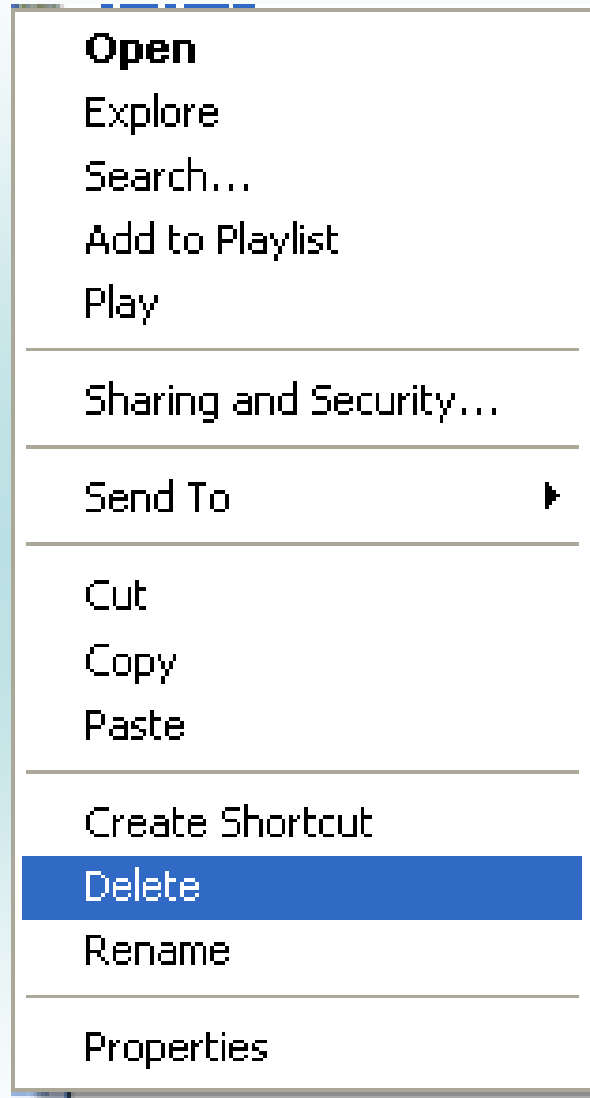 Open
Explore
Search...
Add to Playlist
Play
Sharing and Security...
Send To
Cut
Copy
Paste
Create Shortcut
Delete
Rename
Properties